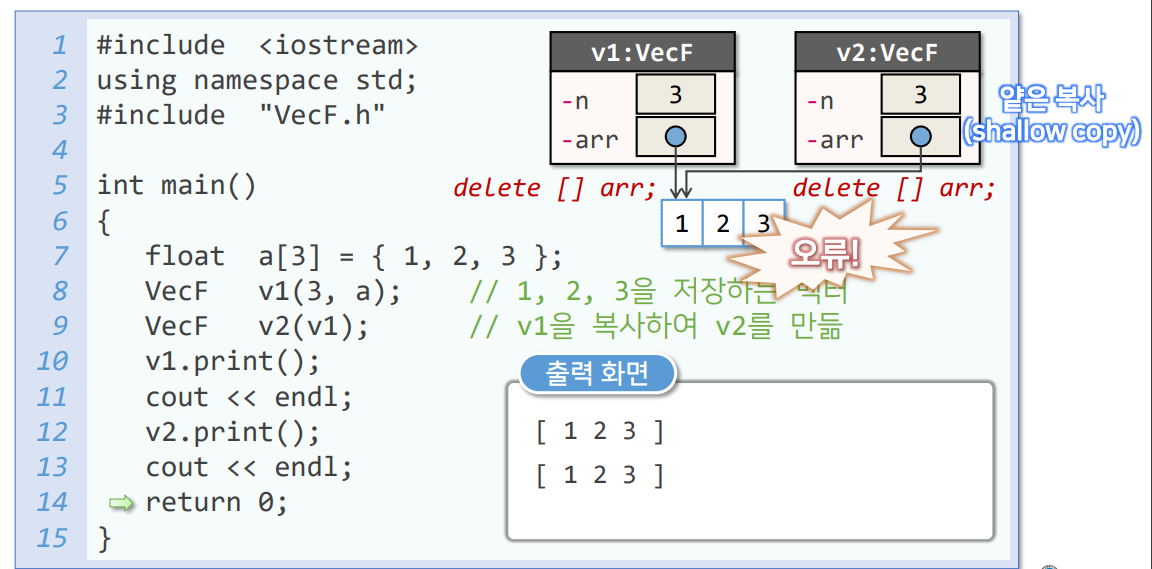 1 #include <iostream>
2 using namespace std;
3 #include "VecF.h"
4
5 int main()
6 {
7 float a[3] = { 1, 2, 3 };
8 VecF v1(3, a); // 1, 2, 3을 저장하는 벡터
9 VecF v2(v1); // v1을 복사하여 v2를 만듦
10 v1.print();
11 cout << endl;
12 v2.print();
13 cout << endl;
14 return 0;
15 }
v1:VecF
-n 3
-arr
v2:VecF
-n 3
-arr
얕은 복사
(shallow copy)
delete [] arr;
delete [] arr;
1 2 3
오류!
출력 화면
[ 1 2 3 ]
[ 1 2 3 ]